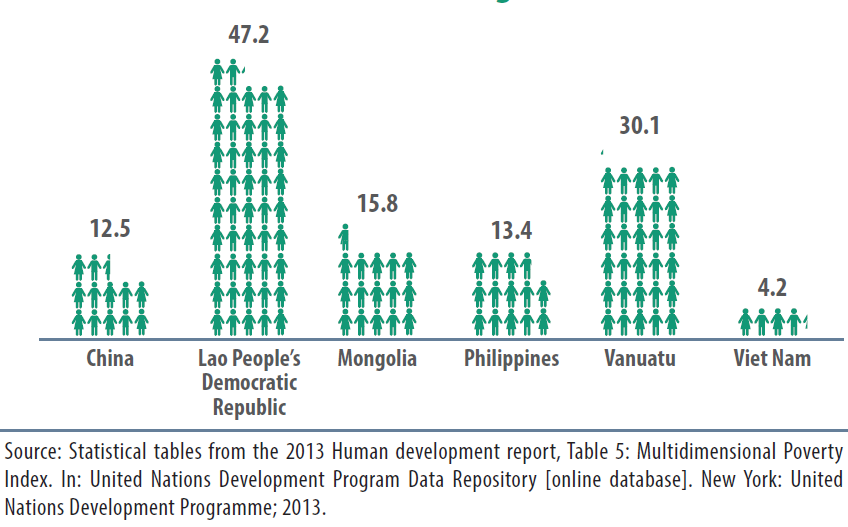 47.2
30.1
15.8
12.5
13.4
4.2
China
Lao People's
Democratic
Republic
Mongolia
Philippines
Vanuatu
Viet Nam
Source: Statistical tables from the 2013 Human development report, Table 5: Multidimensional Poverty
Index. In: United Nations Development Program Data Repository [online database]. New York: United
Nations Development Programme; 2013.